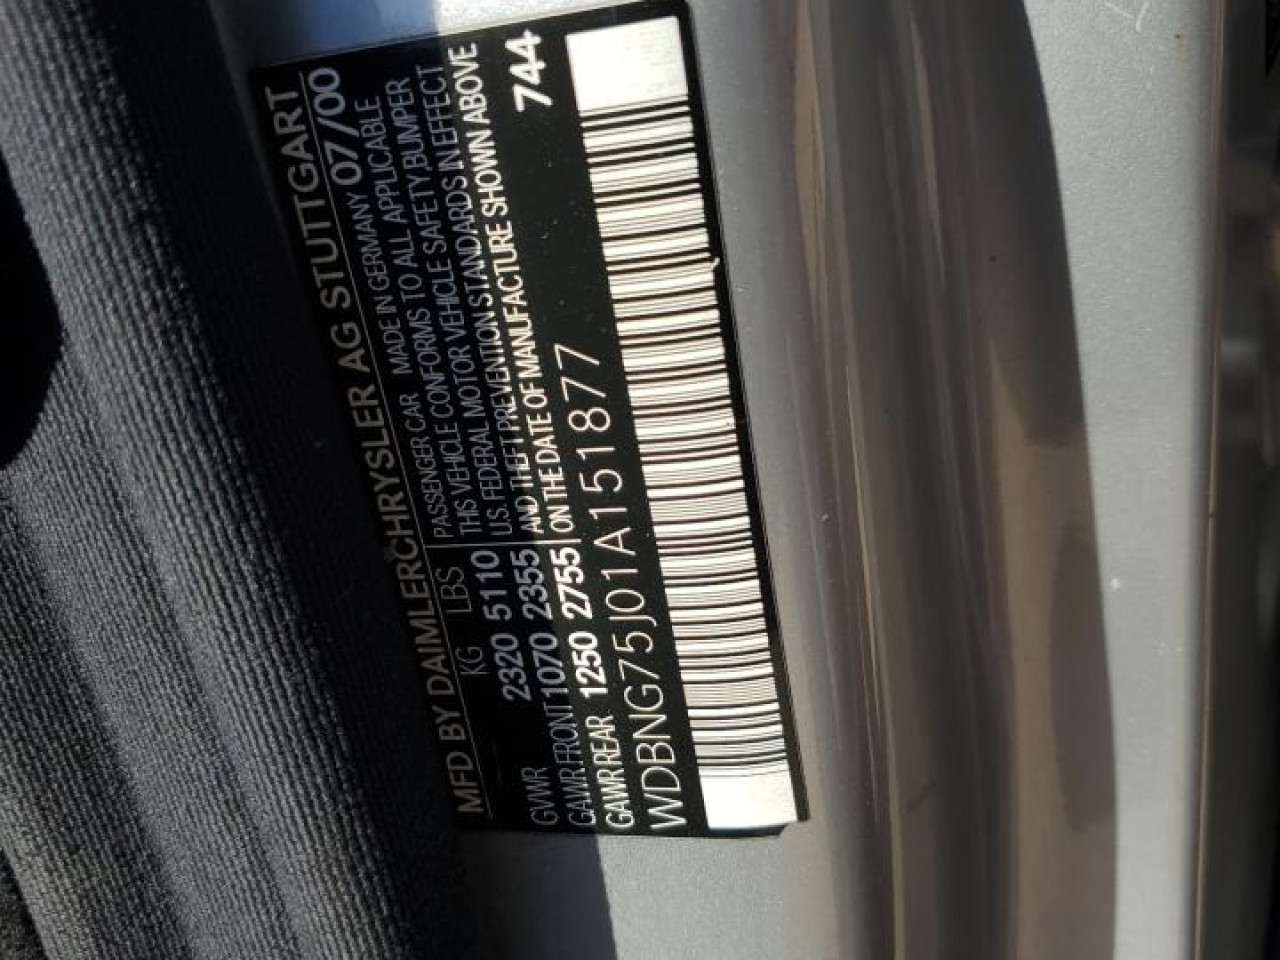 MFD BY DAIMLERCHRYSLER AG STUTTGART
KG LBS PASSENGER CAR MADE IN GERMANY 07/00
GVWR 2320 5110 THIS VEHICLE CONFORMS TO ALL APPLICABLE
GAWR FRONT 1070 2355 U.S. FEDERAL MOTOR VEHICLE SAFETY, BUMPER
GAWR REAR 1250 2755 AND THEFT PREVENTION STANDARDS IN EFFECT
ON THE DATE OF MANUFACTURE SHOWN ABOVE
WDBNG75J01A151877 744